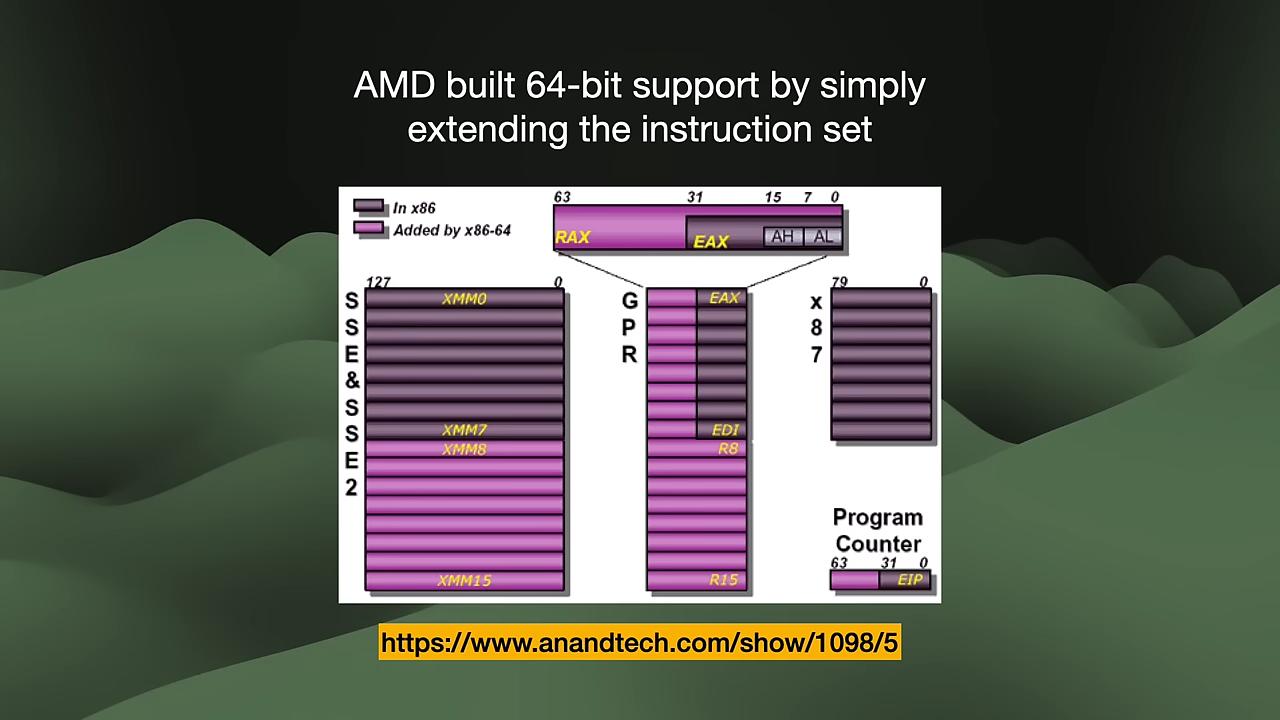 AMD built 64-bit support by simply
extending the instruction set
In x86
Added by x86-64
63 31 15 7 0
RAX EAX AH AL
127 0
S
S
E
&
S
S
E
2
XMM0
XMM7
XMM8
XMM15
G
P
R
EAX
EDI
R8
R15
79 0
x
8
7
Program
Counter
63 31 0
EIP
https://www.anandtech.com/show/1098/5